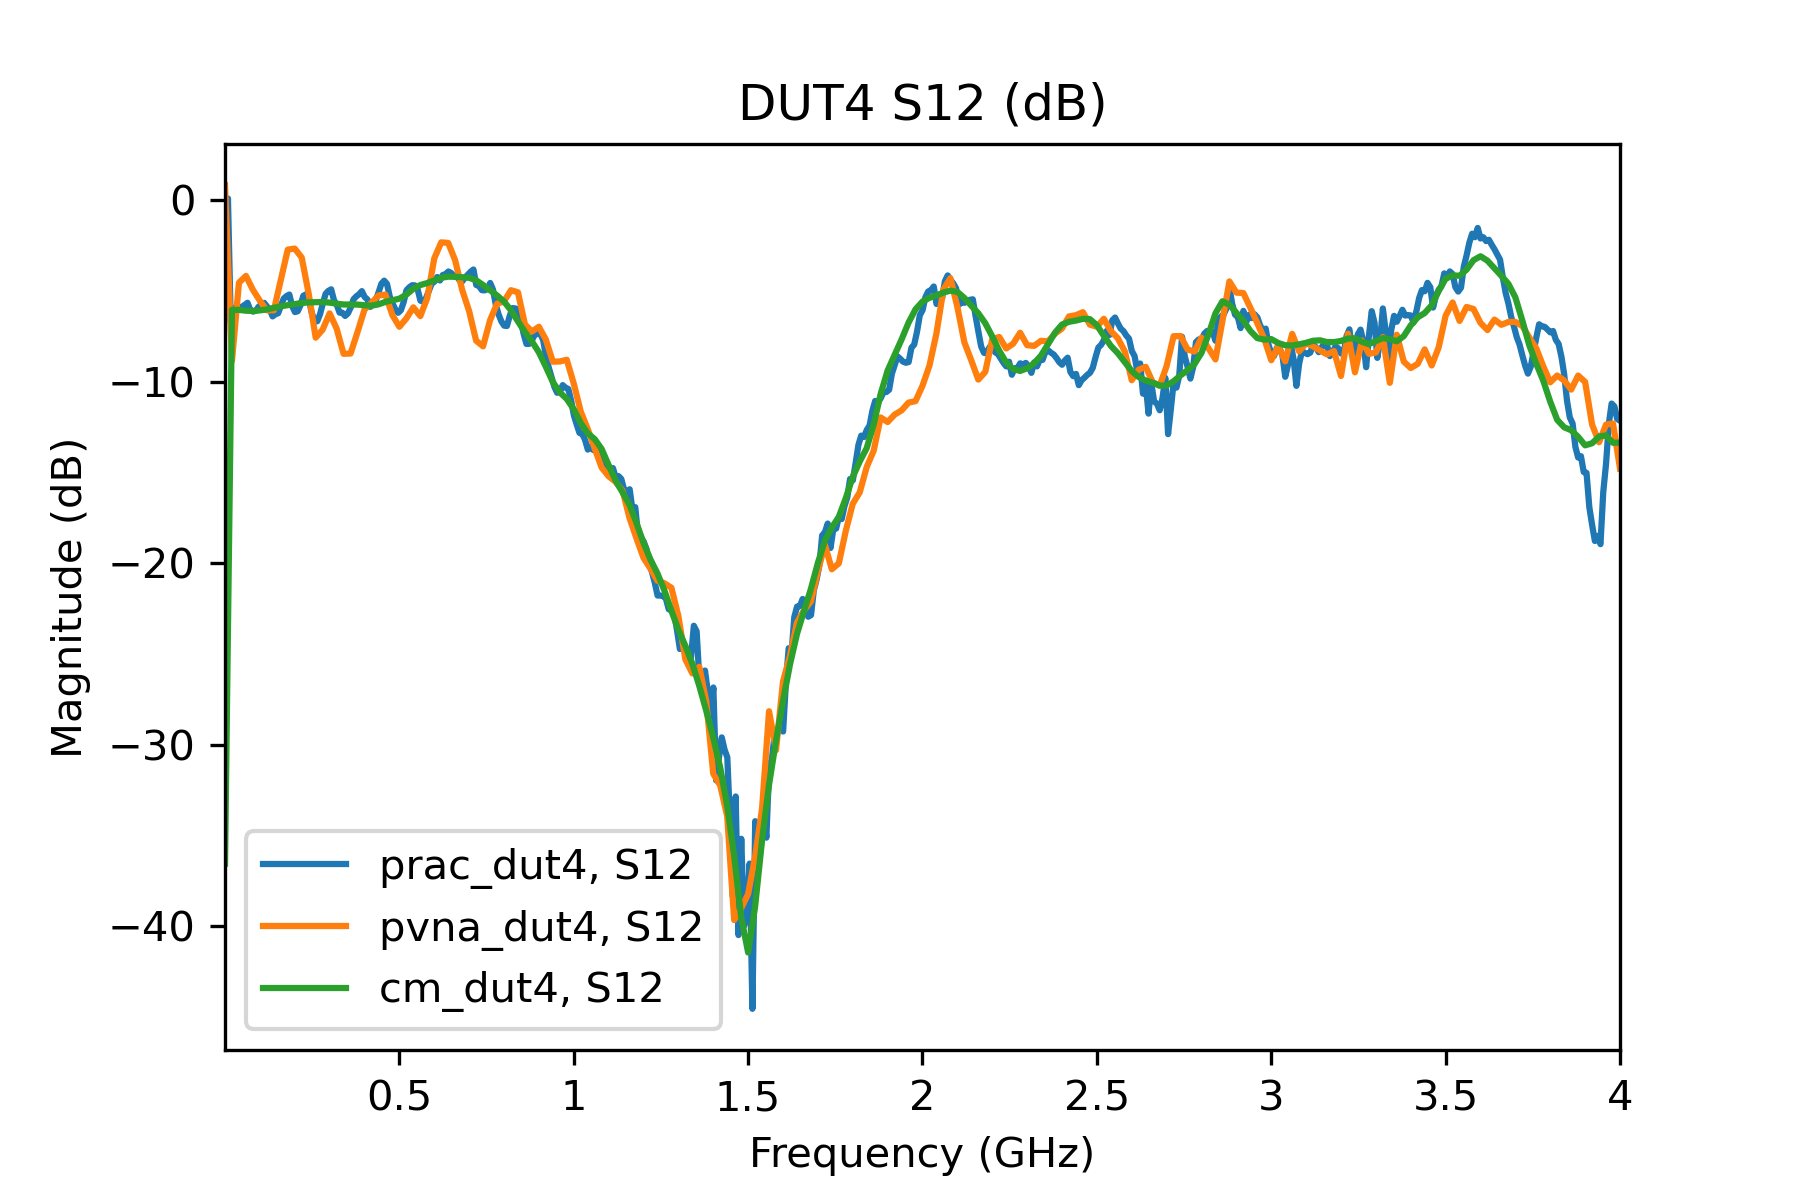 DUT4 S12 (dB)
Magnitude (dB)
0
−10
−20
−30
−40
prac_dut4, S12
pvna_dut4, S12
cm_dut4, S12
0.5 1 1.5 2 2.5 3 3.5 4
Frequency (GHz)